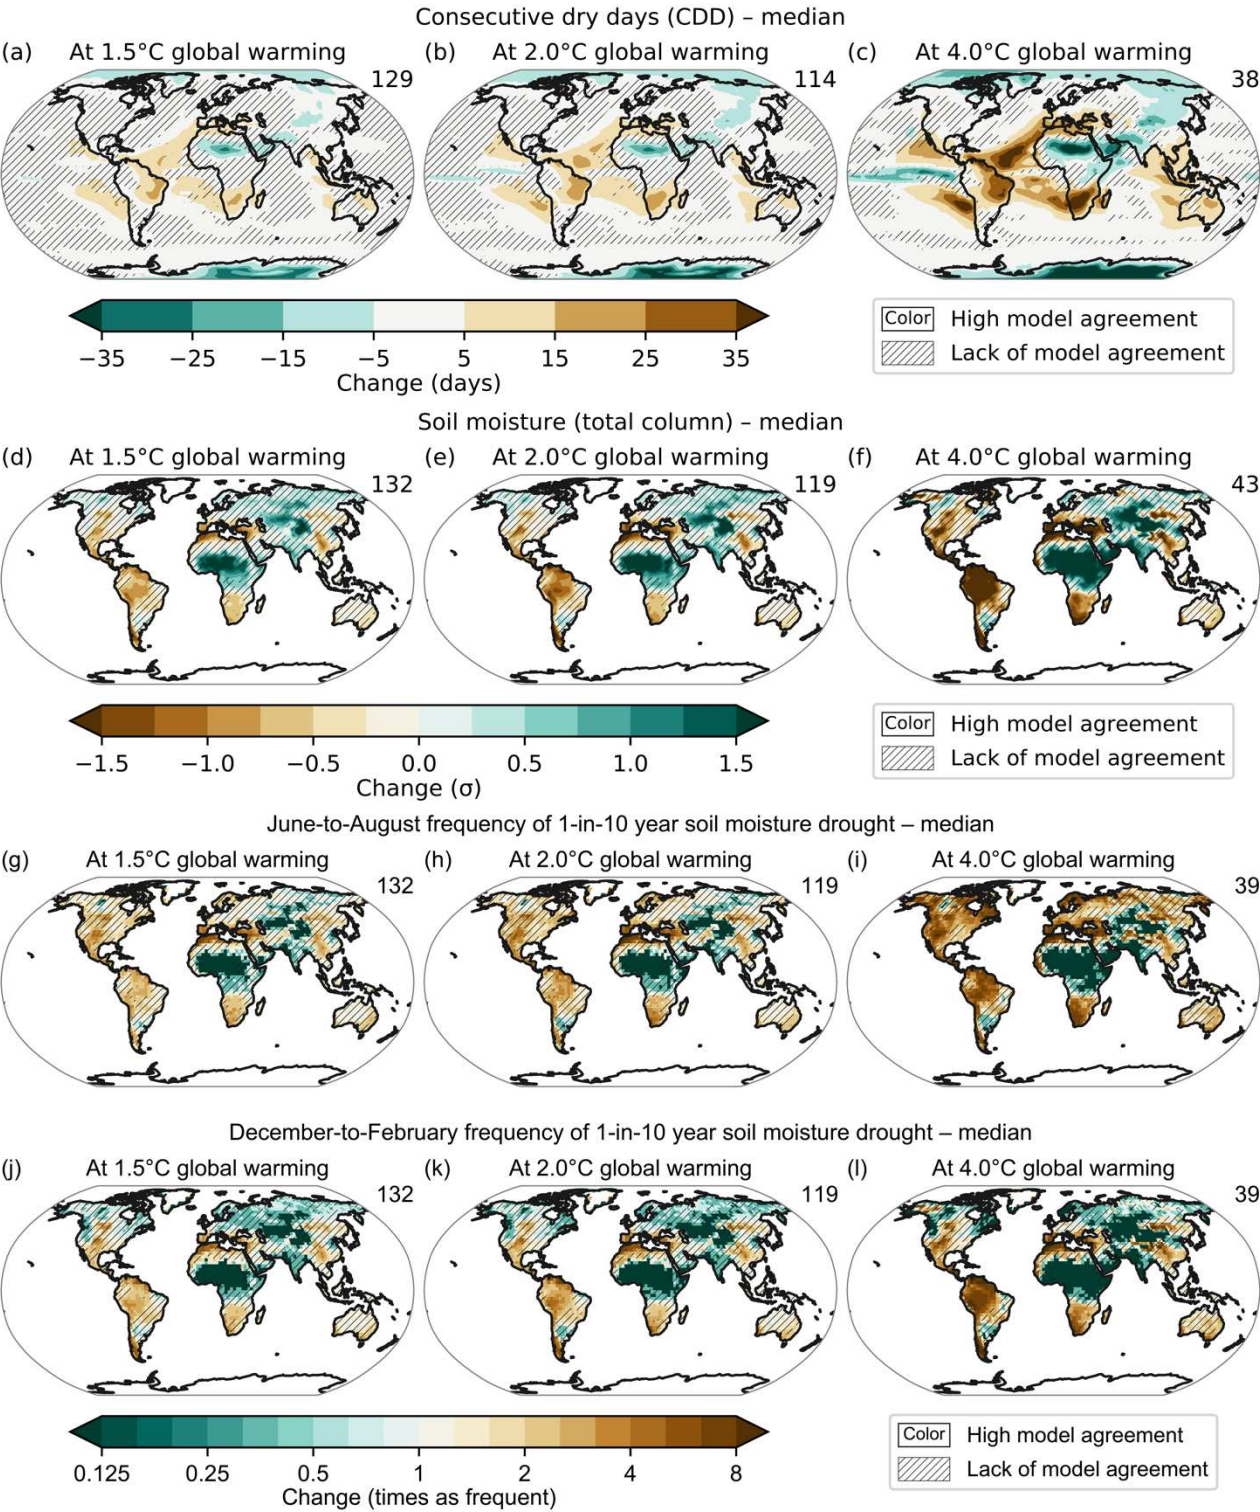 Consecutive dry days (CDD) – median
(a) At 1.5°C global warming
129
(b) At 2.0°C global warming
114
(c) At 4.0°C global warming
38
−35 −25 −15 −5 5 15 25 35
Change (days)
Color High model agreement
Lack of model agreement
Soil moisture (total column) – median
(d) At 1.5°C global warming
132
(e) At 2.0°C global warming
119
(f) At 4.0°C global warming
43
−1.5 −1.0 −0.5 0.0 0.5 1.0 1.5
Change (σ)
Color High model agreement
Lack of model agreement
June-to-August frequency of 1-in-10 year soil moisture drought – median
(g) At 1.5°C global warming
132
(h) At 2.0°C global warming
119
(i) At 4.0°C global warming
39
December-to-February frequency of 1-in-10 year soil moisture drought – median
(j) At 1.5°C global warming
132
(k) At 2.0°C global warming
119
(l) At 4.0°C global warming
39
0.125 0.25 0.5 1 2 4 8
Change (times as frequent)
Color High model agreement
Lack of model agreement